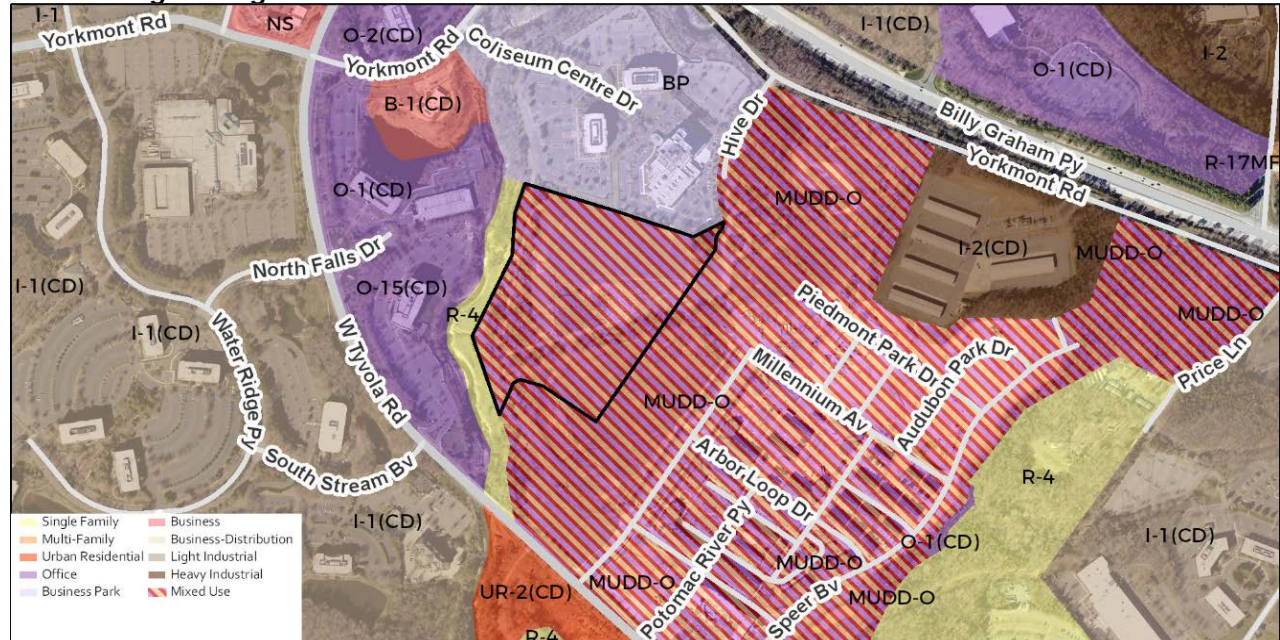 I-1
Yorkmont Rd
NS
O-2(CD)
Yorkmont Rd
Coliseum Centre Dr
BP
I-1(CD)
O-1(CD)
I-2
B-1(CD)
Hive Dr
Billy Graham Py
Yorkmont Rd
R-17MF
O-1(CD)
MUDD-O
I-2(CD)
MUDD-O
North Falls Dr
I-1(CD)
O-15(CD)
R-4
MUDD-O
I-1(CD)
Water Ridge Py
W Tyvola Rd
Piedmont Park Dr
Audubon Park Dr
Price Ln
Millennium Av
MUDD-O
South Stream Bv
Arbor Loop Dr
R-4
Potomac River Py
O-1(CD)
I-1(CD)
I-1(CD)
MUDD-O
MUDD-O
Speer Bv
MUDD-O
UR-2(CD)
R-4
Single Family
Multi-Family
Urban Residential
Office
Business Park
Business
Business-Distribution
Light Industrial
Heavy Industrial
Mixed Use